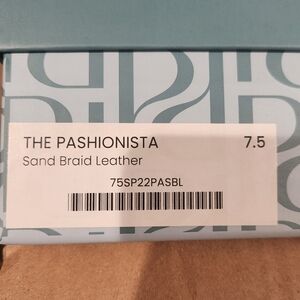 THE PASHIONISTA 7.5
Sand Braid Leather
75SP22PASBL